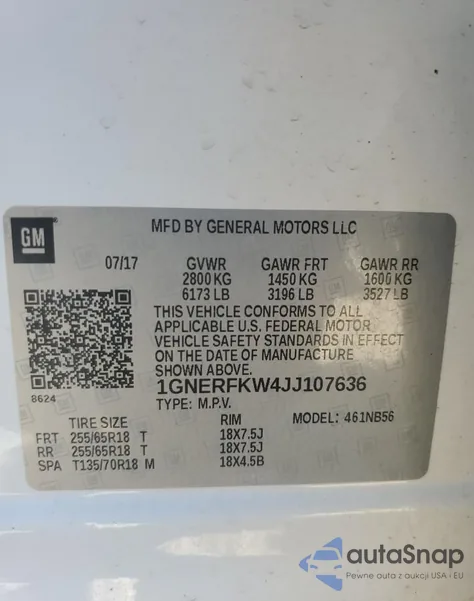 GM
MFD BY GENERAL MOTORS LLC
07/17 GVWR GAWR FRT GAWR RR
2800 KG 1450 KG 1600 KG
6173 LB 3196 LB 3527 LB
THIS VEHICLE CONFORMS TO ALL
APPLICABLE U.S. FEDERAL MOTOR
VEHICLE SAFETY STANDARDS IN EFFECT
ON THE DATE OF MANUFACTURE
SHOWN ABOVE.
8624
1GNERFKW4JJ107636
TYPE: M.P.V.
TIRE SIZE RIM MODEL: 461NB56
FRT 255/65R18 T 18X7.5J
RR 255/65R18 T 18X7.5J
SPA T135/70R18 M 18X4.5B
autaSnap
Pewne auta z aukcji USA i EU